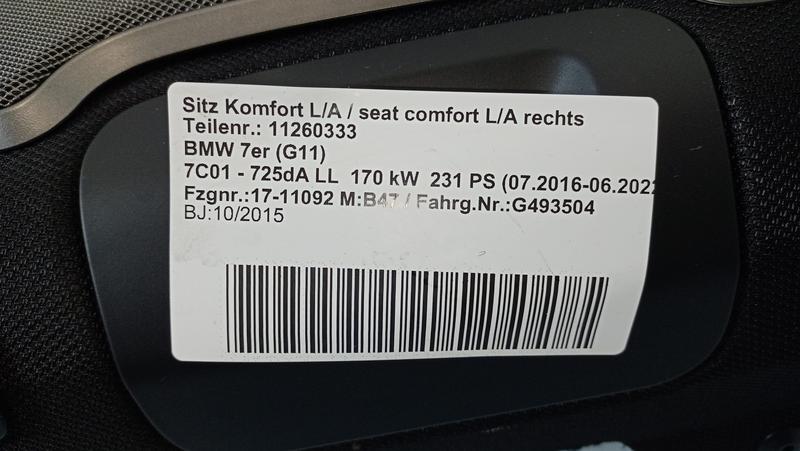 Sitz Komfort L/A / seat comfort L/A rechts
Teilenr.: 11260333
BMW 7er (G11)
7C01 - 725dA LL 170 kW 231 PS (07.2016-06.2022
Fzgnr.:17-11092 M:B47 / Fahrg.Nr.:G493504
BJ:10/2015